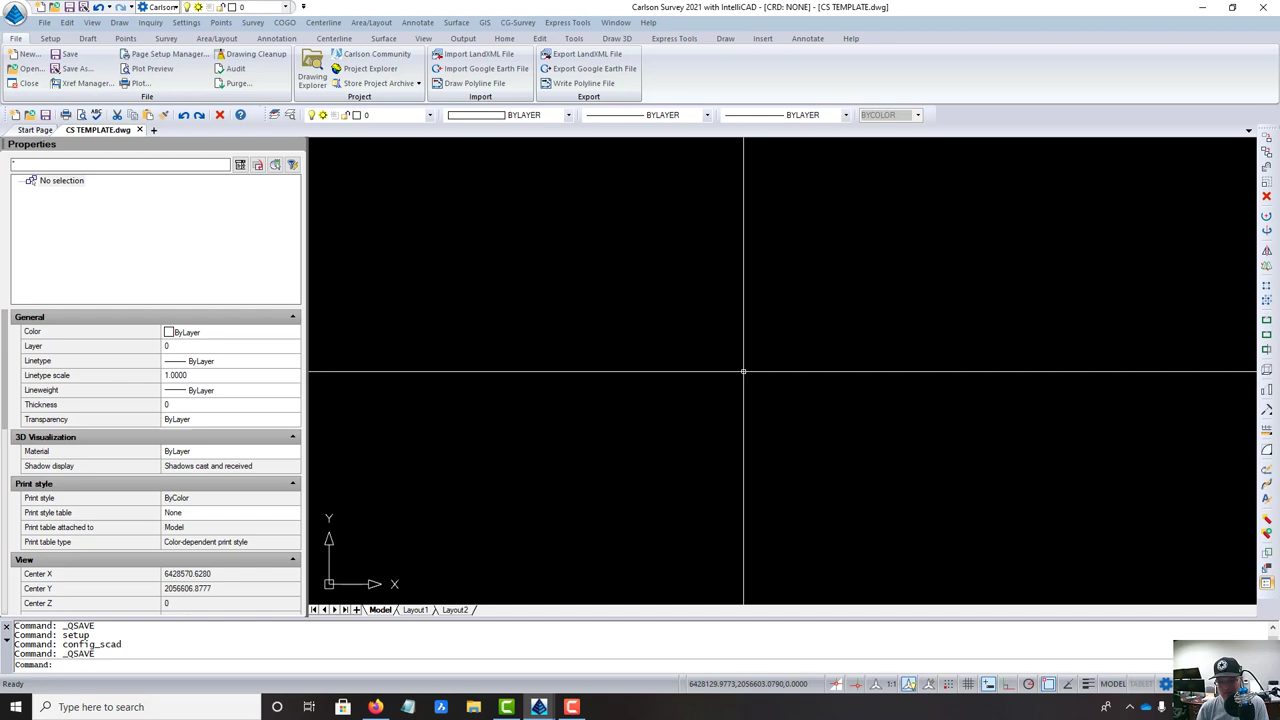 Carlson Survey 2021 with IntelliCAD - [CRD: NONE] - [CS TEMPLATE.dwg]
Carlson 0
File Edit View Draw Inquiry Settings Points Survey COGO Centerline Area/Layout Annotate Surface GIS CG-Survey Express Tools Window Help
File Setup Draft Points Survey Area/Layout Annotation Centerline Surface View Output Home Edit Tools Draw 3D Express Tools Draw Insert Annotate Help
New... Save Page Setup Manager... Drawing Cleanup Carlson Community Import LandXML File Export LandXML File
Open... Save As... Plot Preview Audit Project Explorer Import Google Earth File Export Google Earth File
Close Xref Manager... Plot... Purge... Drawing Explorer Store Project Archive Draw Polyline File Write Polyline File
File Project Import Export
0 BYLAYER BYLAYER BYLAYER BYCOLOR
Start Page CS TEMPLATE.dwg
Properties
*
No selection
General
Color ByLayer
Layer 0
Linetype ByLayer
Linetype scale 1.0000
Lineweight ByLayer
Thickness 0
Transparency ByLayer
3D Visualization
Material ByLayer
Shadow display Shadows cast and received
Print style
Print style ByColor
Print style table None
Print table attached to Model
Print table type Color-dependent print style
View
Center X 6428570.6280
Center Y 2056606.8777
Center Z 0
Y
X
Model Layout1 Layout2
Command: _QSAVE
Command: setup
Command: config_scad
Command: _QSAVE
Command:
Ready 6428129.9773,2056603.0790,0.0000 1:1 MODEL TABLET
Type here to search